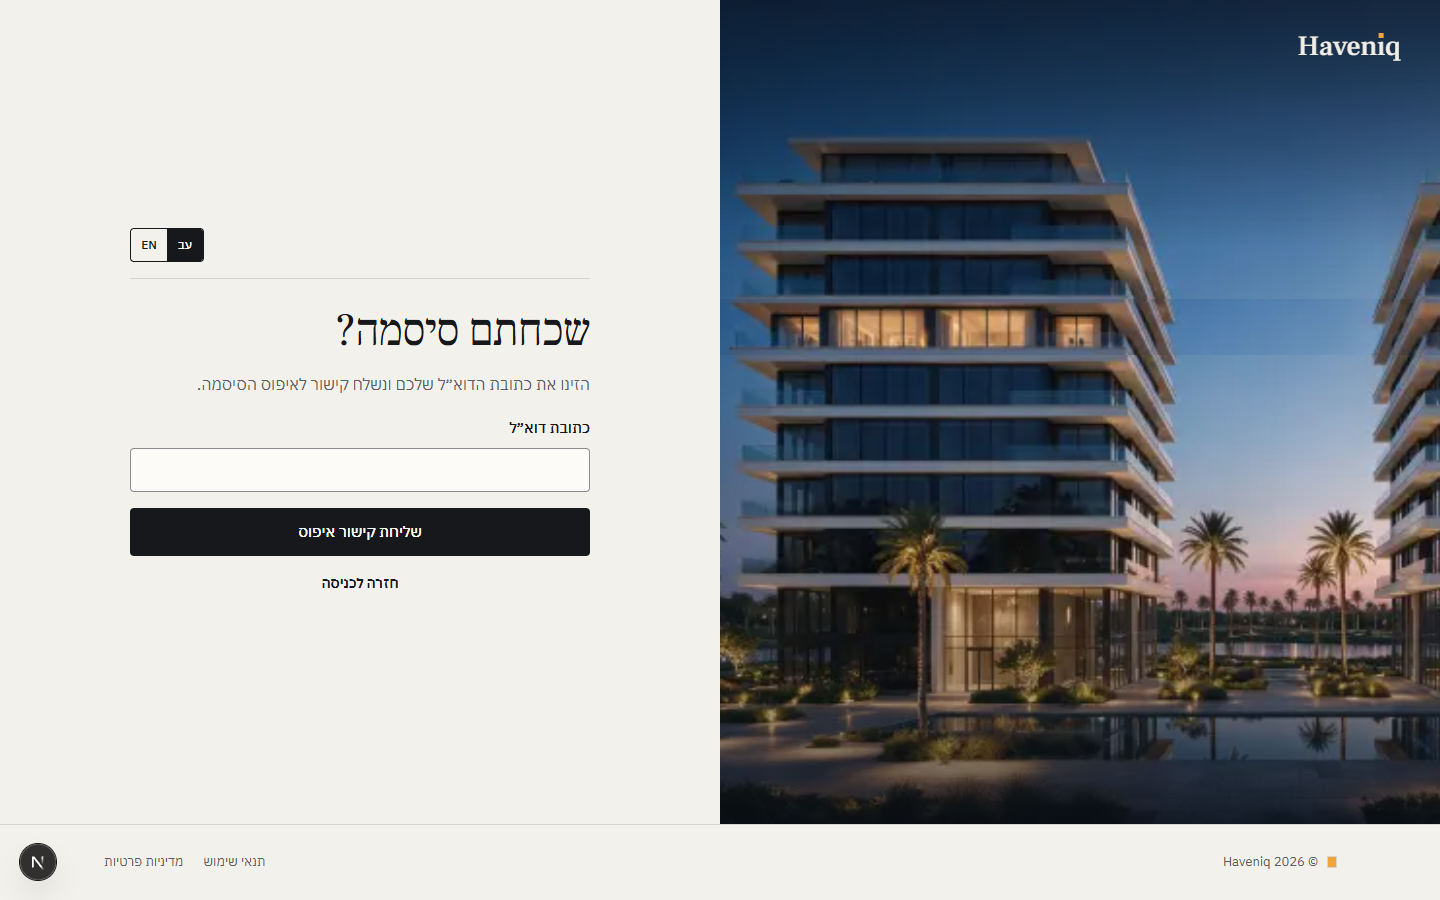 Haveniq
עב
EN
שכחתם סיסמה?
הזינו את כתובת הדוא״ל שלכם ונשלח קישור לאיפוס הסיסמה.
כתובת דוא״ל
שליחת קישור איפוס
חזרה לכניסה
© 2026 Haveniq
תנאי שימוש
מדיניות פרטיות
N